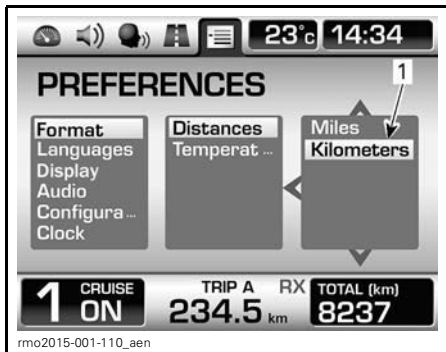 23°c 14:34
PREFERENCES
1
Format
Languages
Display
Audio
Configura ...
Clock
Distances
Temperat ...
Miles
Kilometers
1 CRUISE ON
TRIP A
234.5 km
RX
TOTAL (km)
8237
rmo2015-001-110_aen